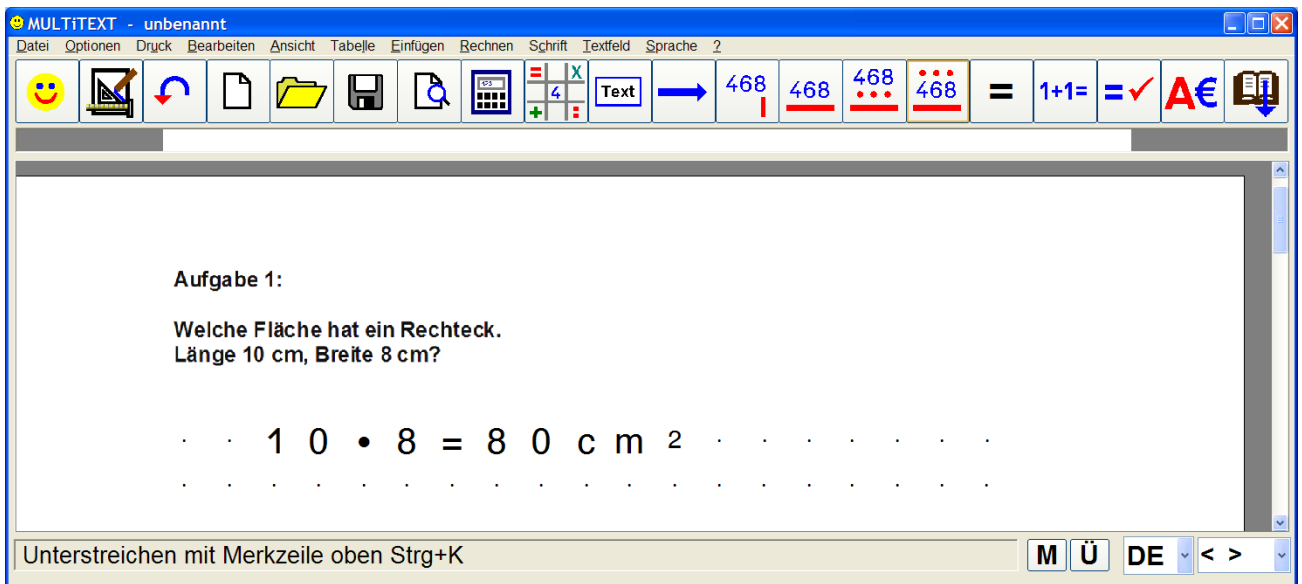 MULTiTEXT - unbenannt
Datei Optionen Druck Bearbeiten Ansicht Tabelle Einfügen Rechnen Schrift Textfeld Sprache ?
123 = X 4 + : Text 468 468 468 468 = 1+1= = A€
Aufgabe 1:
Welche Fläche hat ein Rechteck.
Länge 10 cm, Breite 8 cm?
. . 1 0 • 8 = 8 0 c m 2 . . . . . . .
. . . . . . . . . . . . . . . . . . .
Unterstreichen mit Merkzeile oben Strg+K M Ü DE < >